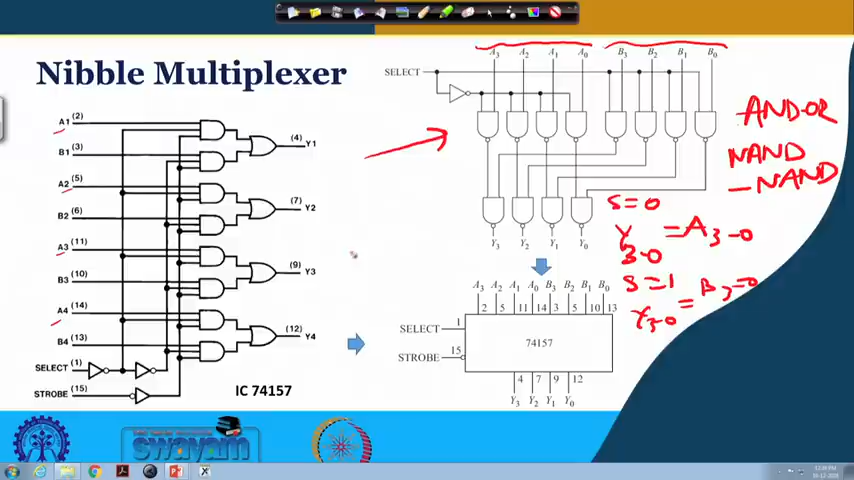 Nibble Multiplexer
A1 (2)
B1 (3)
A2 (5)
B2 (6)
A3 (11)
B3 (10)
A4 (14)
B4 (13)
SELECT (1)
STROBE (15)
(4) Y1
(7) Y2
(9) Y3
(12) Y4
IC 74157
A3 A2 A1 A0 B3 B2 B1 B0
SELECT
Y3 Y2 Y1 Y0
AND-OR
NAND
-NAND
S=0
Y3-0 = A3-0
S=1
Y3-0 = B3-0
A3 A2 A1 A0 B3 B2 B1 B0
2 5 11 14 3 5 10 13
SELECT 1
74157
STROBE 15
4 7 9 12
Y3 Y2 Y1 Y0
swayam